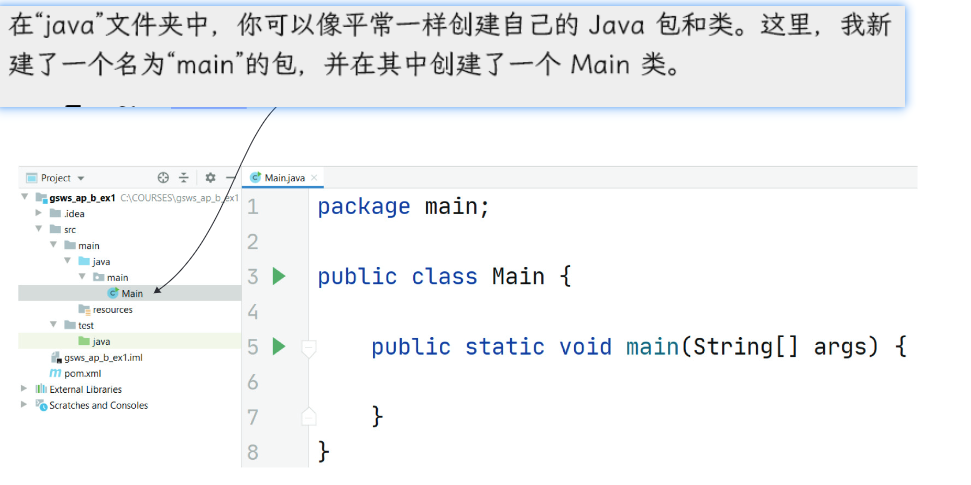 在“java”文件夹中，你可以像平常一样创建自己的 Java 包和类。这里，我新
建了一个名为“main”的包，并在其中创建了一个 Main 类。
Project
Main.java
gsws_ap_b_ex1 C:\COURSES\gsws_ap_b_ex1
.idea
src
main
java
main
Main
resources
test
java
gsws_ap_b_ex1.iml
pom.xml
External Libraries
Scratches and Consoles
1 package main;
2
3 public class Main {
4
5 public static void main(String[] args) {
6
7 }
8 }